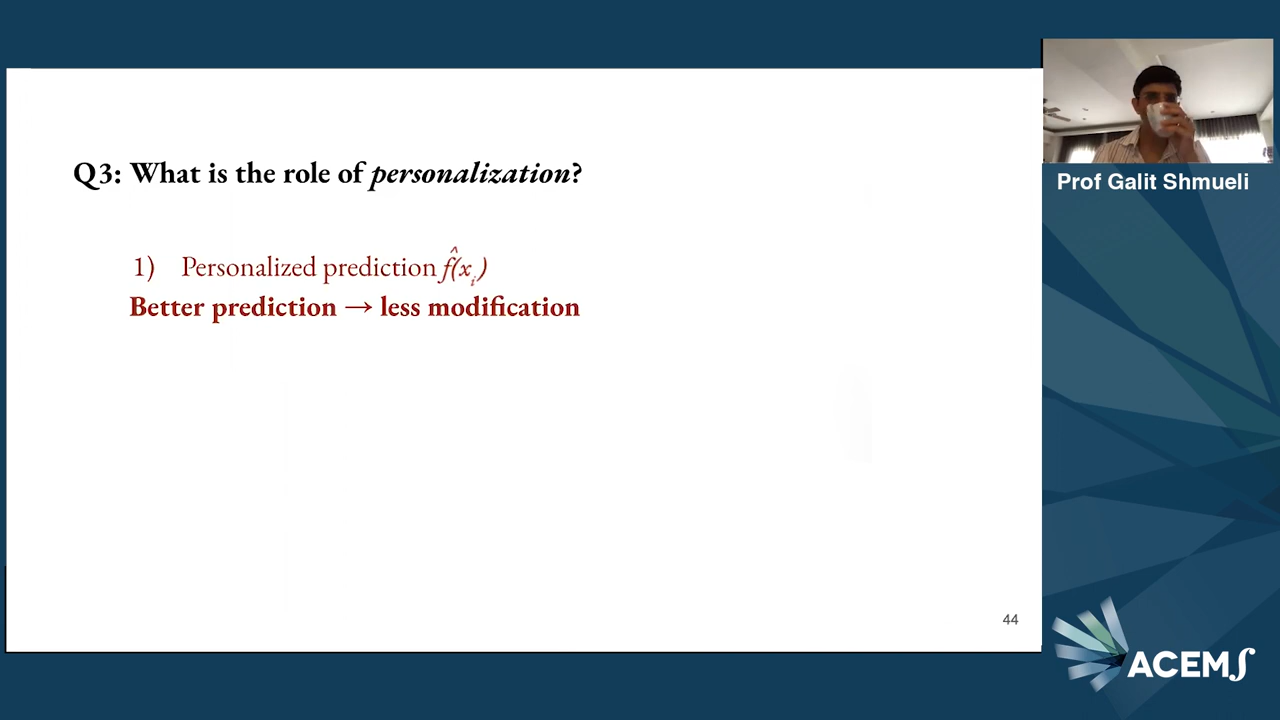 Q3: What is the role of personalization?
1) Personalized prediction f̂(x_i)
Better prediction → less modification
44
Prof Galit Shmueli
ACEMS